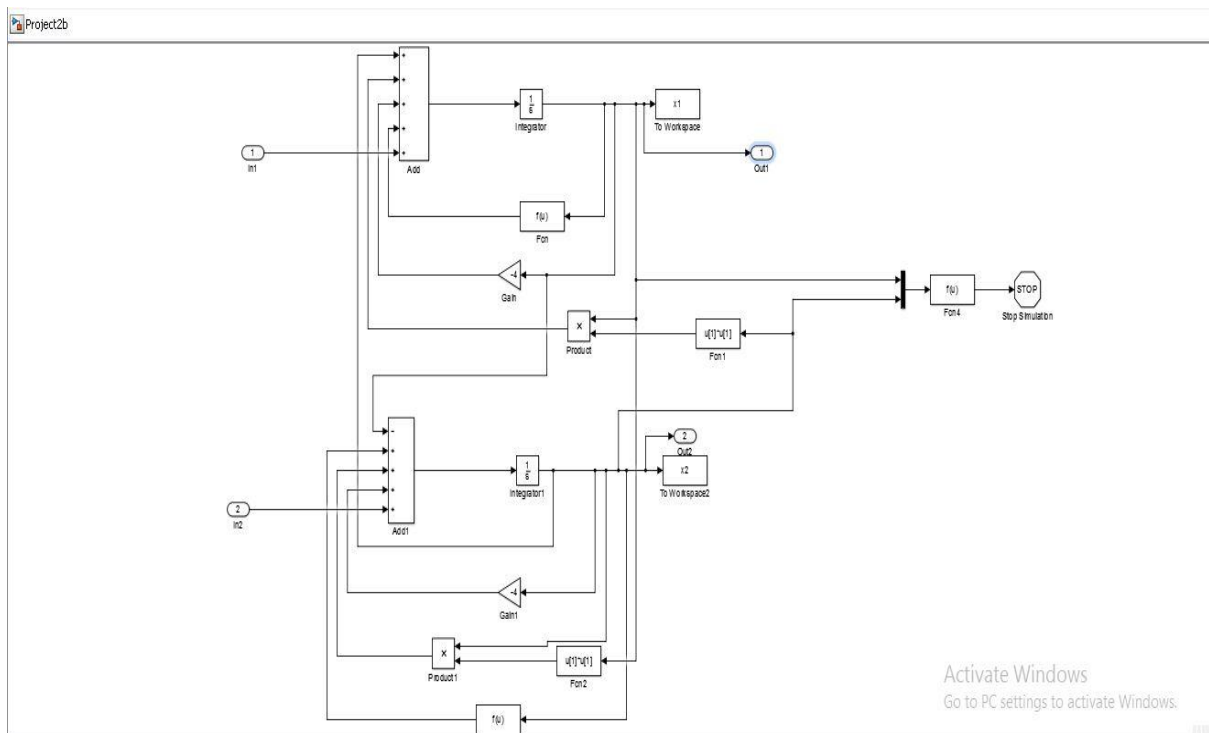 Project2b
+
+
+
+
+
Add
1
In1
1
s
Integrator
x1
To Workspace
1
Out1
f(u)
Fcn
-4
Gain
×
Product
u[1]*u[1]
Fcn1
f(u)
Fcn4
STOP
Stop Simulation
-
+
+
+
+
Add1
2
In2
1
s
Integrator1
2
Out2
x2
To Workspace2
-4
Gain1
×
Product1
u[1]*u[1]
Fcn2
f(u)
Activate Windows
Go to PC settings to activate Windows.